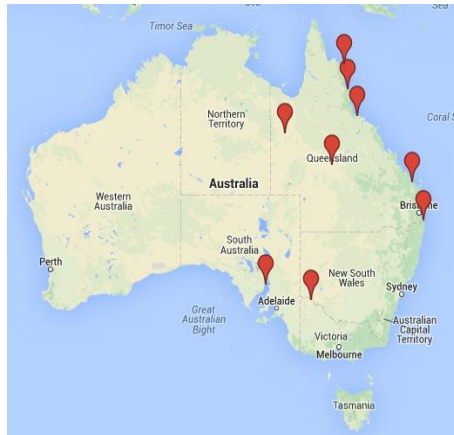 Timor Sea
Sea
Northern
Territory
Coral S
Queensland
Australia
Western
Australia
Brisbane
South
Australia
Perth
New South
Wales
Sydney
Great
Australian
Bight
Adelaide
Australian
Capital
Territory
Victoria
Melbourne
Tasmania